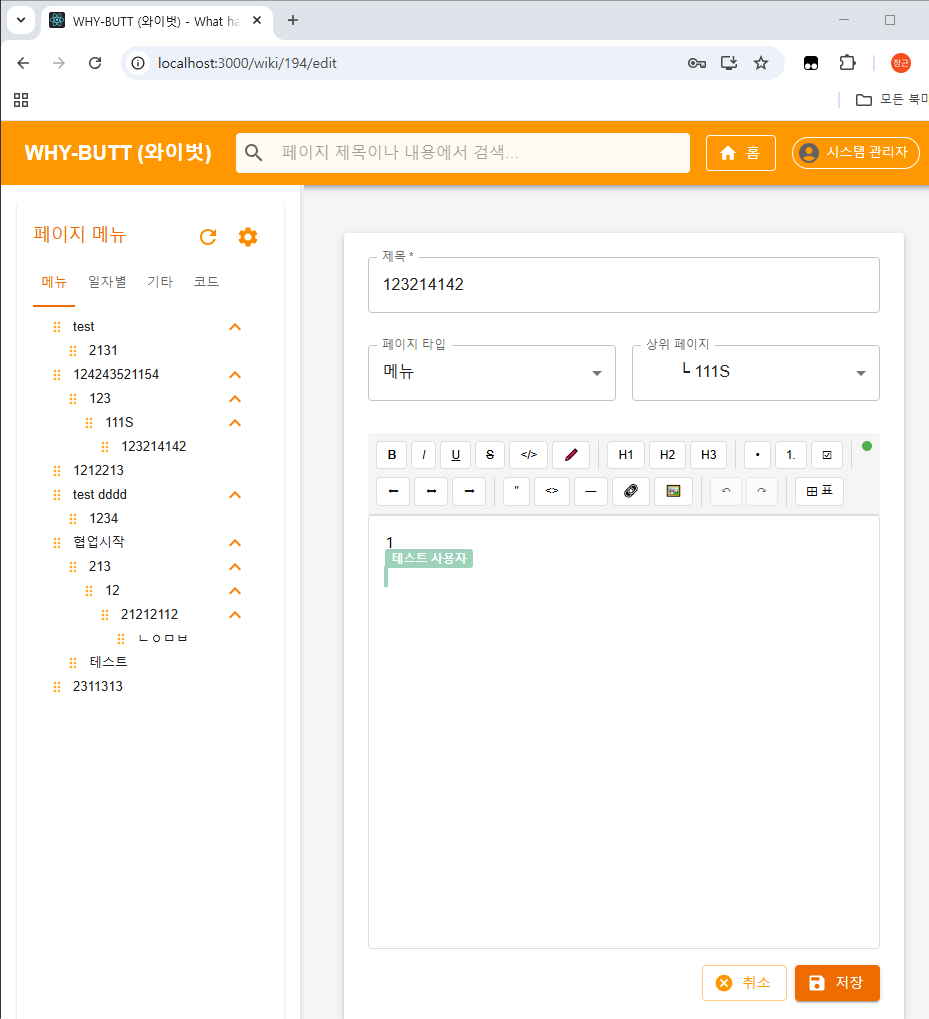 WHY-BUTT (와이벗) - What ha
localhost:3000/wiki/194/edit
정근
모든 북마
WHY-BUTT (와이벗)
페이지 제목이나 내용에서 검색...
홈
시스템 관리자
페이지 메뉴
메뉴 일자별 기타 코드
test
2131
124243521154
123
111S
123214142
1212213
test dddd
1234
협업시작
213
12
21212112
ㄴㅇㅁㅂ
테스트
2311313
제목 *
123214142
페이지 타입
메뉴
상위 페이지
└ 111S
B I U S </> H1 H2 H3 • 1. ☑
← ↔ → " <> — ↶ ↷ ⊞ 표
1
테스트 사용자
취소
저장